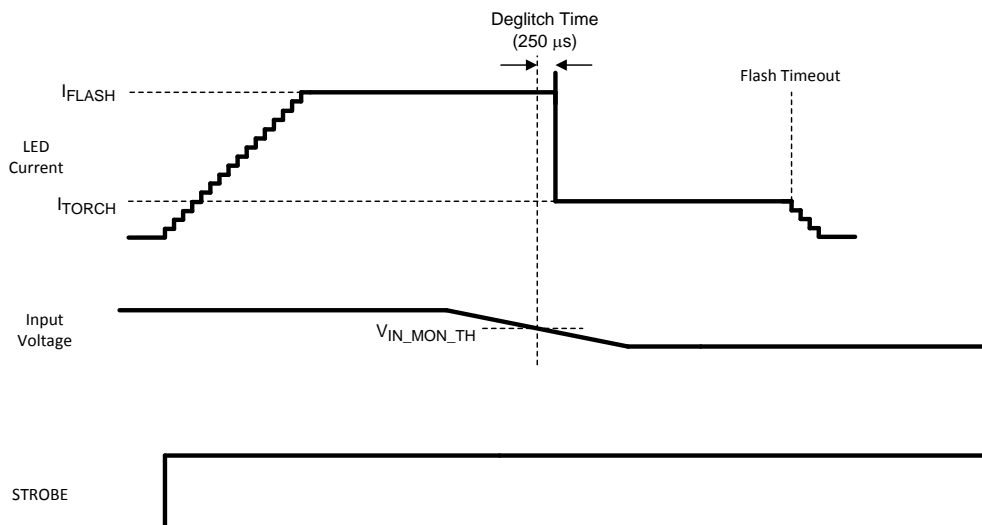 Deglitch Time
(250 μs)
Flash Timeout
IFLASH
LED
Current
ITORCH
Input
Voltage
VIN_MON_TH
STROBE